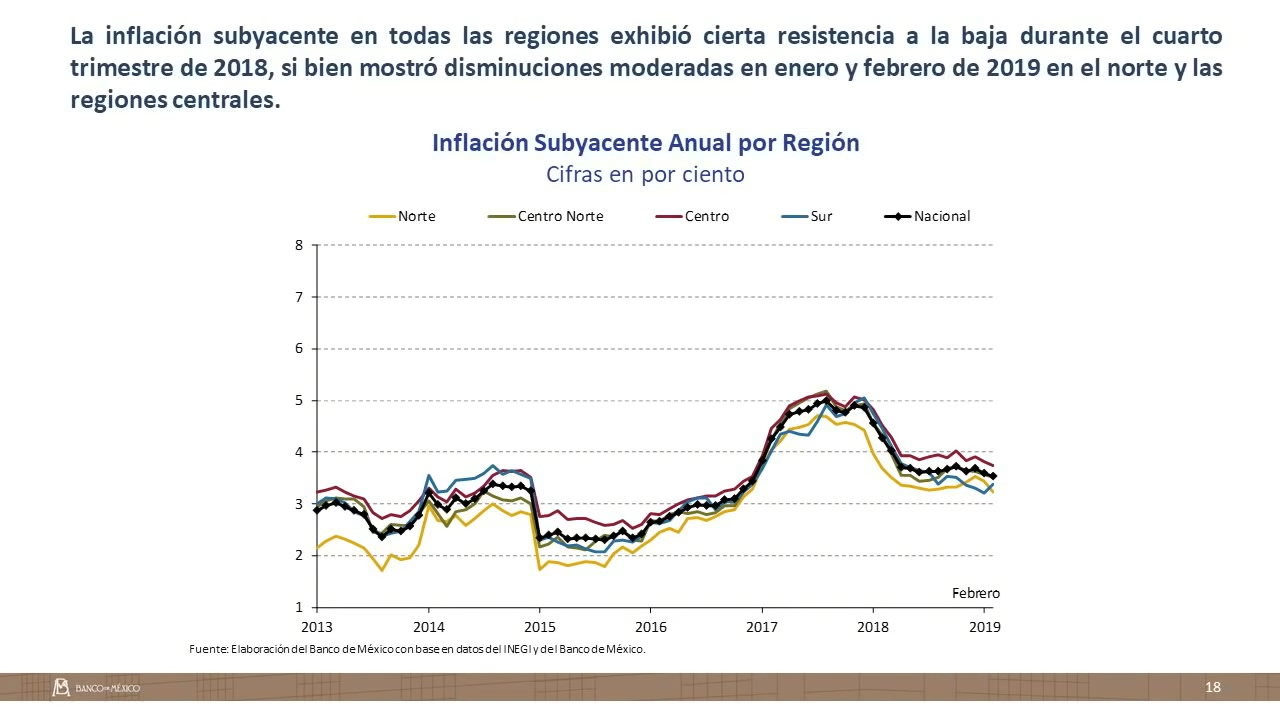 La inflación subyacente en todas las regiones exhibió cierta resistencia a la baja durante el cuarto
trimestre de 2018, si bien mostró disminuciones moderadas en enero y febrero de 2019 en el norte y las
regiones centrales.
Inflación Subyacente Anual por Región
Cifras en por ciento
Norte Centro Norte Centro Sur Nacional
8
7
6
5
4
3
2
1
Febrero
2013 2014 2015 2016 2017 2018 2019
Fuente: Elaboración del Banco de México con base en datos del INEGI y del Banco de México.
BANCO DE MÉXICO
18